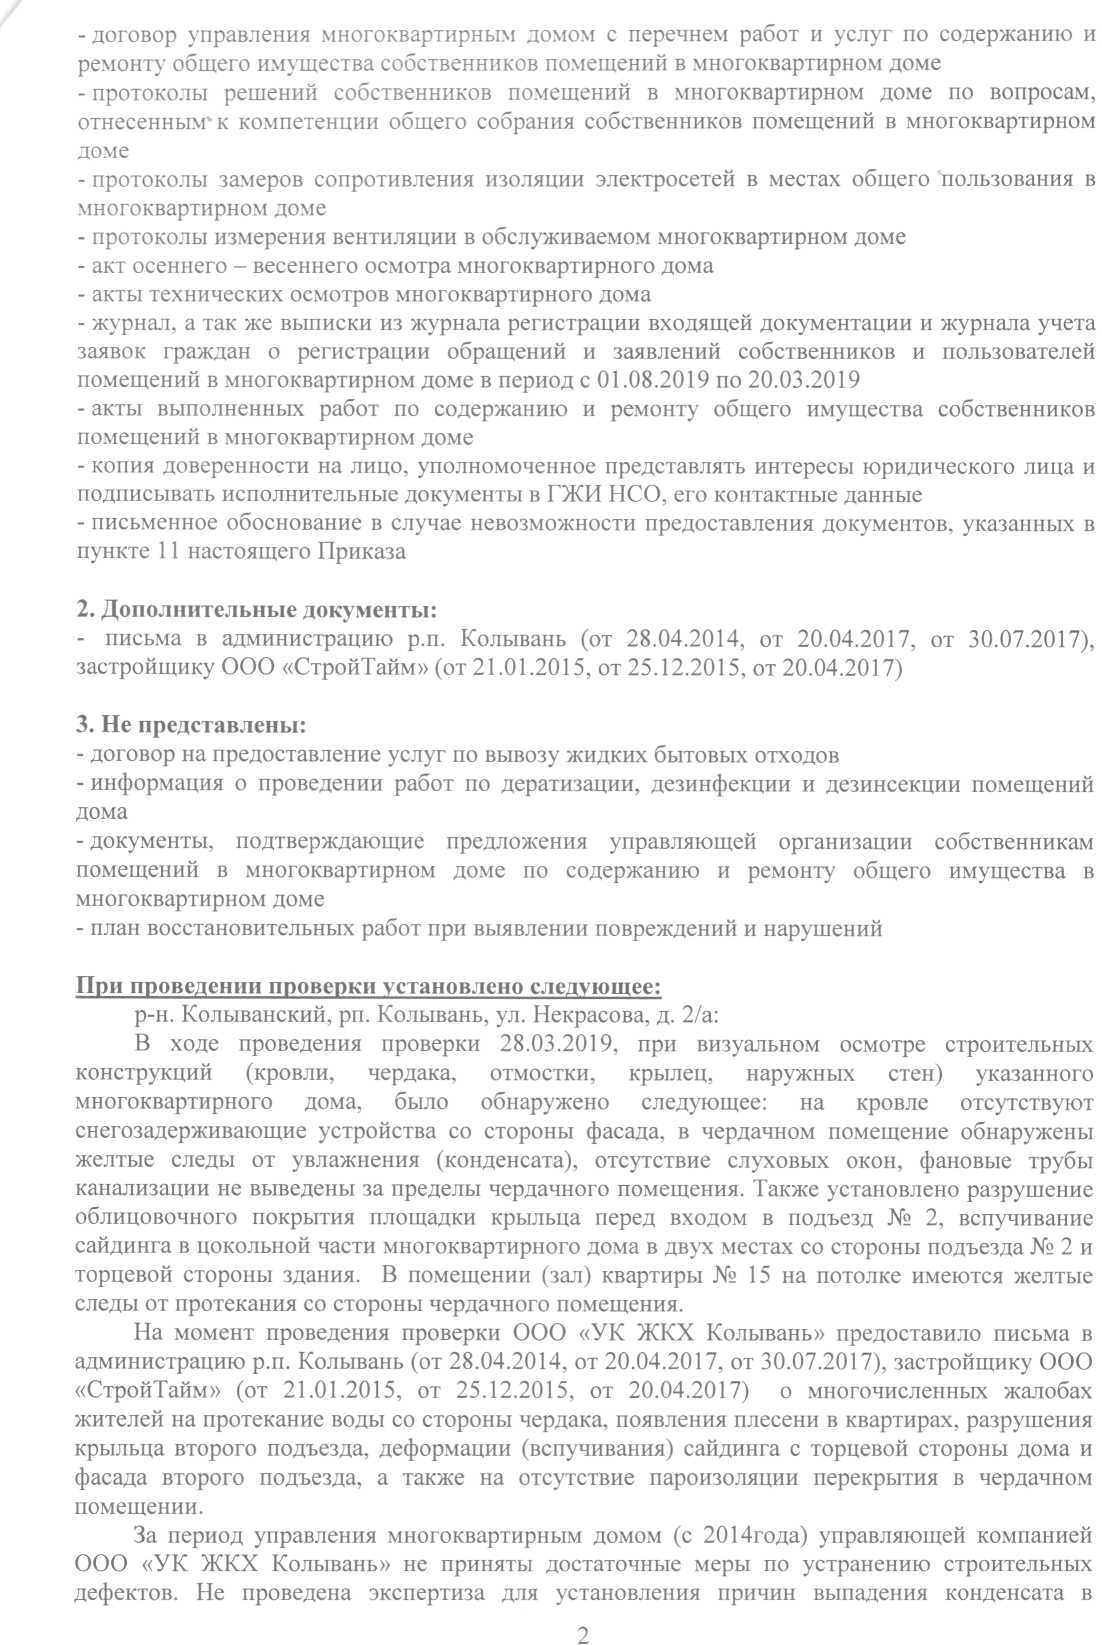 - договор управления многоквартирным домом с перечнем работ и услуг по содержанию и
ремонту общего имущества собственников помещений в многоквартирном доме
- протоколы решений собственников помещений в многоквартирном доме по вопросам,
отнесенным к компетенции общего собрания собственников помещений в многоквартирном
доме
- протоколы замеров сопротивления изоляции электросетей в местах общего пользования в
многоквартирном доме
- протоколы измерения вентиляции в обслуживаемом многоквартирном доме
- акт осеннего – весеннего осмотра многоквартирного дома
- акты технических осмотров многоквартирного дома
- журнал, а так же выписки из журнала регистрации входящей документации и журнала учета
заявок граждан о регистрации обращений и заявлений собственников и пользователей
помещений в многоквартирном доме в период с 01.08.2019 по 20.03.2019
- акты выполненных работ по содержанию и ремонту общего имущества собственников
помещений в многоквартирном доме
- копия доверенности на лицо, уполномоченное представлять интересы юридического лица и
подписывать исполнительные документы в ГЖИ НСО, его контактные данные
- письменное обоснование в случае невозможности предоставления документов, указанных в
пункте 11 настоящего Приказа
2. Дополнительные документы:
- письма в администрацию р.п. Колывань (от 28.04.2014, от 20.04.2017, от 30.07.2017),
застройщику ООО «СтройТайм» (от 21.01.2015, от 25.12.2015, от 20.04.2017)
3. Не представлены:
- договор на предоставление услуг по вывозу жидких бытовых отходов
- информация о проведении работ по дератизации, дезинфекции и дезинсекции помещений
дома
- документы, подтверждающие предложения управляющей организации собственникам
помещений в многоквартирном доме по содержанию и ремонту общего имущества в
многоквартирном доме
- план восстановительных работ при выявлении повреждений и нарушений
При проведении проверки установлено следующее:
р-н. Колыванский, рп. Колывань, ул. Некрасова, д. 2/а:
В ходе проведения проверки 28.03.2019, при визуальном осмотре строительных
конструкций (кровли, чердака, отмостки, крылец, наружных стен) указанного
многоквартирного дома, было обнаружено следующее: на кровле отсутствуют
снегозадерживающие устройства со стороны фасада, в чердачном помещение обнаружены
желтые следы от увлажнения (конденсата), отсутствие слуховых окон, фановые трубы
канализации не выведены за пределы чердачного помещения. Также установлено разрушение
облицовочного покрытия площадки крыльца перед входом в подъезд № 2, вспучивание
сайдинга в цокольной части многоквартирного дома в двух местах со стороны подъезда № 2 и
торцевой стороны здания. В помещении (зал) квартиры № 15 на потолке имеются желтые
следы от протекания со стороны чердачного помещения.
На момент проведения проверки ООО «УК ЖКХ Колывань» предоставило письма в
администрацию р.п. Колывань (от 28.04.2014, от 20.04.2017, от 30.07.2017), застройщику ООО
«СтройТайм» (от 21.01.2015, от 25.12.2015, от 20.04.2017) о многочисленных жалобах
жителей на протекание воды со стороны чердака, появления плесени в квартирах, разрушения
крыльца второго подъезда, деформации (вспучивания) сайдинга с торцевой стороны дома и
фасада второго подъезда, а также на отсутствие пароизоляции перекрытия в чердачном
помещении.
За период управления многоквартирным домом (с 2014года) управляющей компанией
ООО «УК ЖКХ Колывань» не приняты достаточные меры по устранению строительных
дефектов. Не проведена экспертиза для установления причин выпадения конденсата в
2